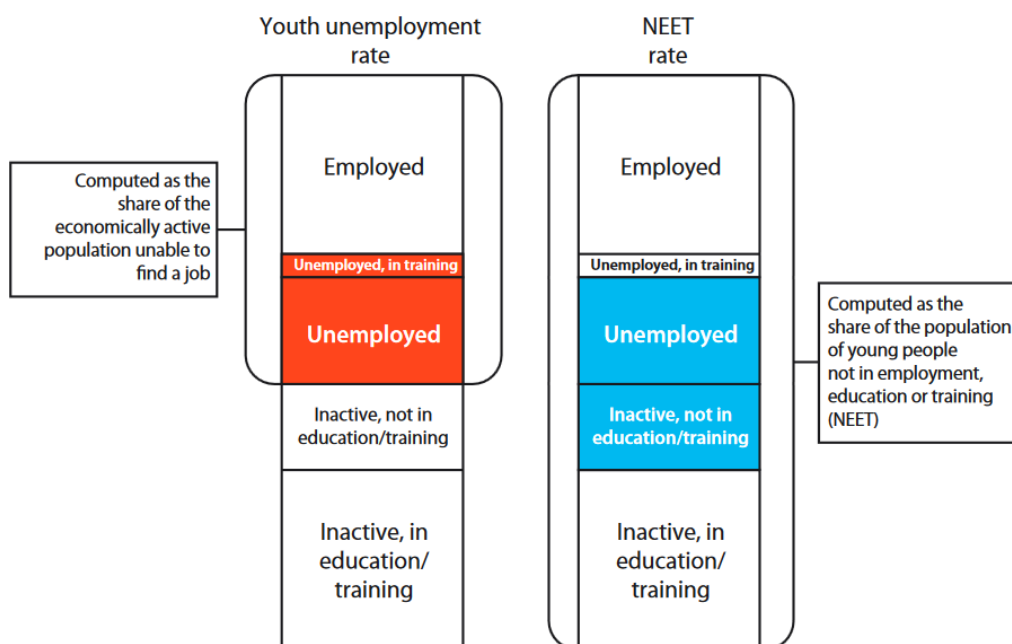 Youth unemployment
rate
NEET
rate
Employed
Employed
Computed as the
share of the
economically active
population unable to
find a job
Unemployed, in training
Unemployed, in training
Unemployed
Unemployed
Computed as the
share of the population
of young people
not in employment,
education or training
(NEET)
Inactive, not in
education/training
Inactive, not in
education/training
Inactive, in
education/
training
Inactive, in
education/
training